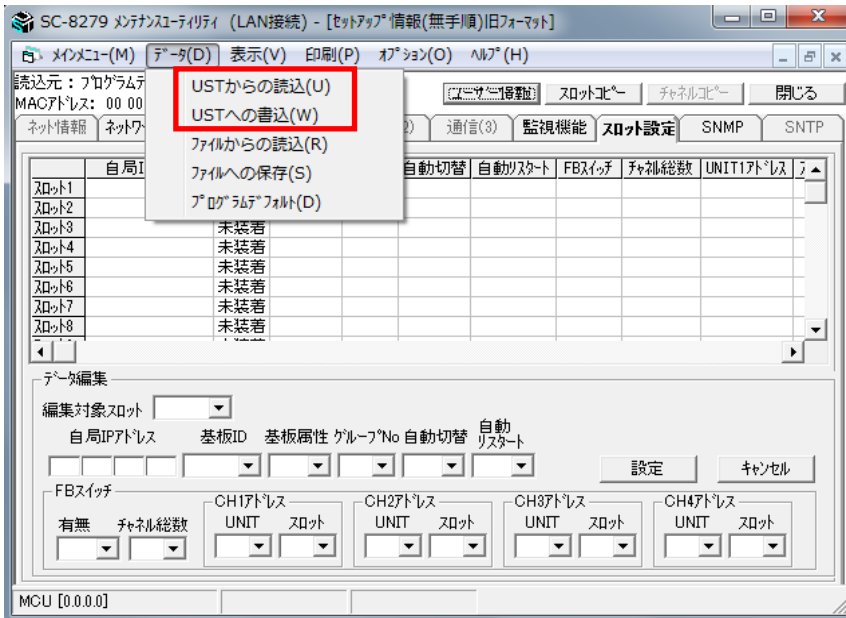 SC-8279 ﾒﾝﾃﾅﾝｽﾕｰﾃｨﾘﾃｨ (LAN接続) - [ｾｯﾄｱｯﾌﾟ情報(無手順)旧ﾌｫｰﾏｯﾄ]
ﾒｲﾝﾒﾆｭｰ(M) ﾃﾞｰﾀ(D) 表示(V) 印刷(P) ｵﾌﾟｼｮﾝ(O) ﾍﾙﾌﾟ(H)
読込元：ﾌﾟﾛｸﾞﾗﾑﾃﾞ
MACｱﾄﾞﾚｽ: 00 00
ｽﾛｯﾄｺﾋﾟｰ ﾁｬﾈﾙｺﾋﾟｰ 閉じる
USTからの読込(U)
USTへの書込(W)
ﾌｧｲﾙからの読込(R)
ﾌｧｲﾙへの保存(S)
ﾌﾟﾛｸﾞﾗﾑﾃﾞﾌｫﾙﾄ(D)
ﾈｯﾄ情報 ﾈｯﾄﾜｰ 2) 通信(3) 監視機能 ｽﾛｯﾄ設定 SNMP SNTP
自局I 自動切替 自動ﾘｽﾀｰﾄ FBｽｲｯﾁ ﾁｬﾈﾙ総数 UNIT1ｱﾄﾞﾚｽ
ｽﾛｯﾄ1
ｽﾛｯﾄ2
ｽﾛｯﾄ3 未装着
ｽﾛｯﾄ4 未装着
ｽﾛｯﾄ5 未装着
ｽﾛｯﾄ6 未装着
ｽﾛｯﾄ7 未装着
ｽﾛｯﾄ8 未装着
ﾃﾞｰﾀ編集
編集対象ｽﾛｯﾄ
自局IPｱﾄﾞﾚｽ 基板ID 基板属性 ｸﾞﾙｰﾌﾟNo 自動切替 自動
ﾘｽﾀｰﾄ
設定 ｷｬﾝｾﾙ
FBｽｲｯﾁ CH1ｱﾄﾞﾚｽ CH2ｱﾄﾞﾚｽ CH3ｱﾄﾞﾚｽ CH4ｱﾄﾞﾚｽ
有無 ﾁｬﾈﾙ総数 UNIT ｽﾛｯﾄ UNIT ｽﾛｯﾄ UNIT ｽﾛｯﾄ UNIT ｽﾛｯﾄ
MCU [0.0.0.0]